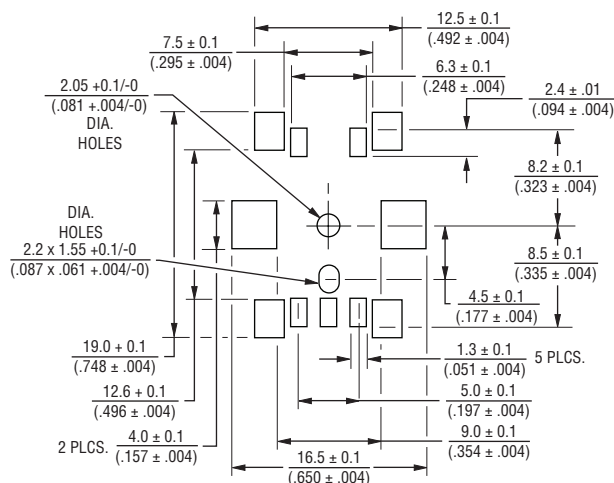 12.5 ± 0.1
(.492 ± .004)
7.5 ± 0.1
(.295 ± .004)
6.3 ± 0.1
(.248 ± .004)
2.05 +0.1/-0
(.081 +.004/-0)
DIA.
HOLES
2.4 ± .01
(.094 ± .004)
8.2 ± 0.1
(.323 ± .004)
DIA.
HOLES
2.2 x 1.55 +0.1/-0
(.087 x .061 +.004/-0)
8.5 ± 0.1
(.335 ± .004)
4.5 ± 0.1
(.177 ± .004)
19.0 + 0.1
(.748 ± .004)
1.3 ± 0.1
(.051 ± .004)
5 PLCS.
12.6 + 0.1
(.496 ± .004)
5.0 ± 0.1
(.197 ± .004)
2 PLCS.
4.0 ± 0.1
(.157 ± .004)
9.0 ± 0.1
(.354 ± .004)
16.5 ± 0.1
(.650 ± .004)